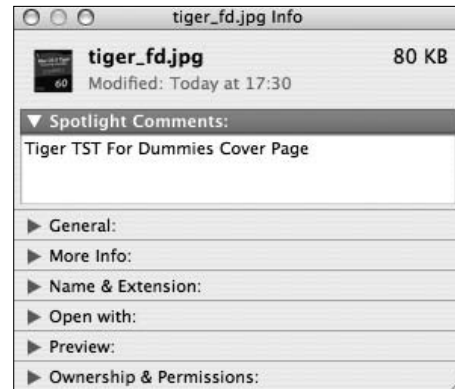 tiger_fd.jpg Info
tiger_fd.jpg 80 KB
Modified: Today at 17:30
60
Spotlight Comments:
Tiger TST For Dummies Cover Page
General:
More Info:
Name & Extension:
Open with:
Preview:
Ownership & Permissions: